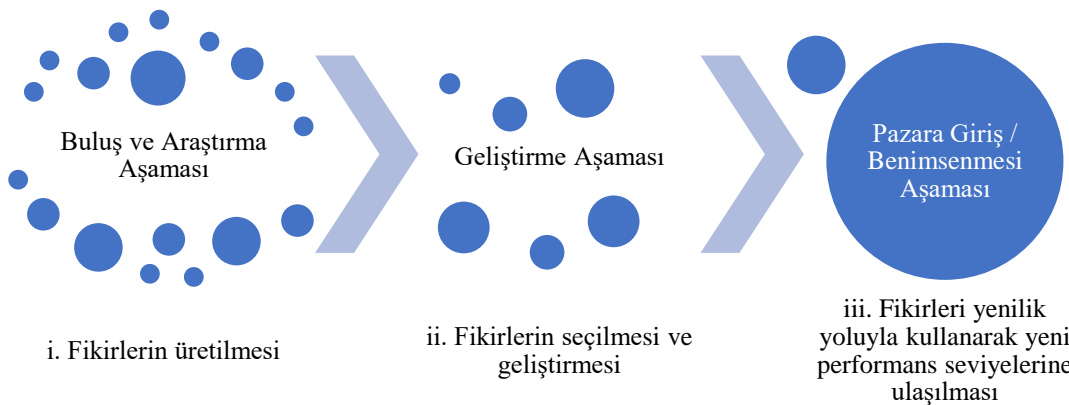 Buluş ve Araştırma
Aşaması
Geliştirme Aşaması
Pazara Giriş /
Benimsenmesi
Aşaması
i. Fikirlerin üretilmesi
ii. Fikirlerin seçilmesi ve
geliştirmesi
iii. Fikirleri yenilik
yoluyla kullanarak yeni
performans seviyelerine
ulaşılması